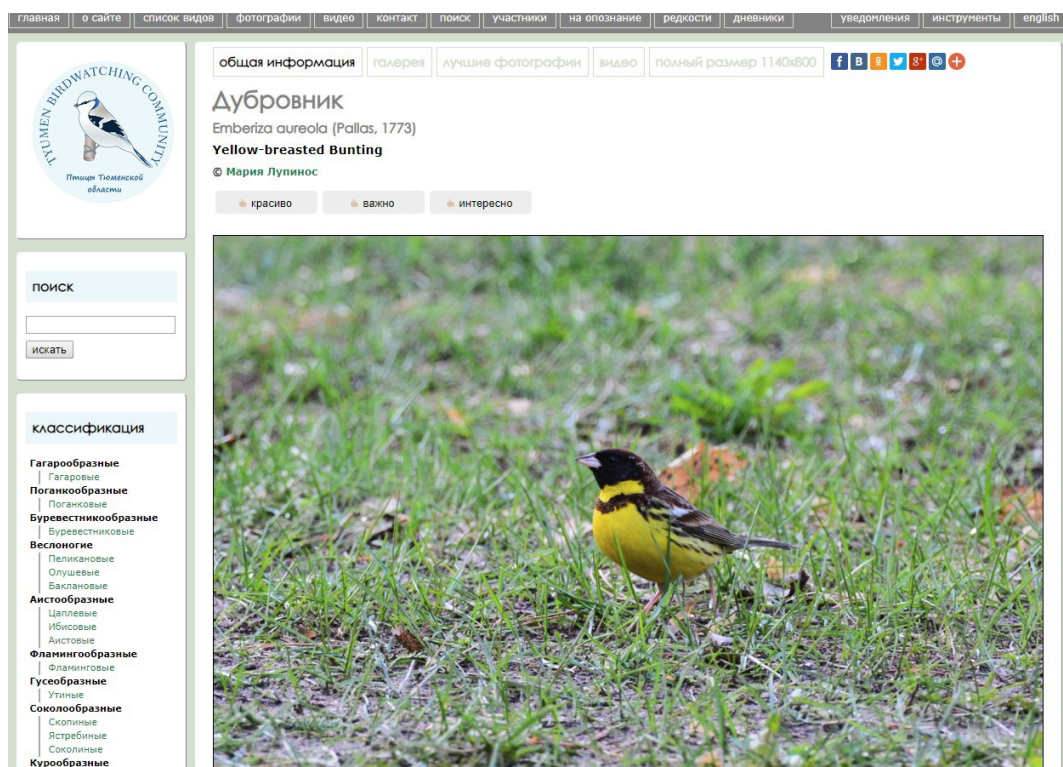 главная о сайте список видов фотографии видео контакт поиск участники на опознание редкости дневники уведомления инструменты english
TYUMEN BIRDWATCHING COMMUNITY
Птицы Тюменской
области
общая информация галерея лучшие фотографии видео полный размер 1140x800
Дубровник
Emberiza aureola (Pallas, 1773)
Yellow-breasted Bunting
© Мария Лупинос
красиво важно интересно
поиск
искать
классификация
Гагарообразные
Гагаровые
Поганкообразные
Поганковые
Буревестникообразные
Буревестниковые
Веслоногие
Пеликановые
Олушевые
Баклановые
Аистообразные
Цаплевые
Ибисовые
Аистовые
Фламингообразные
Фламинговые
Гусеобразные
Утиные
Соколообразные
Скопиные
Ястребиные
Соколиные
Курообразные